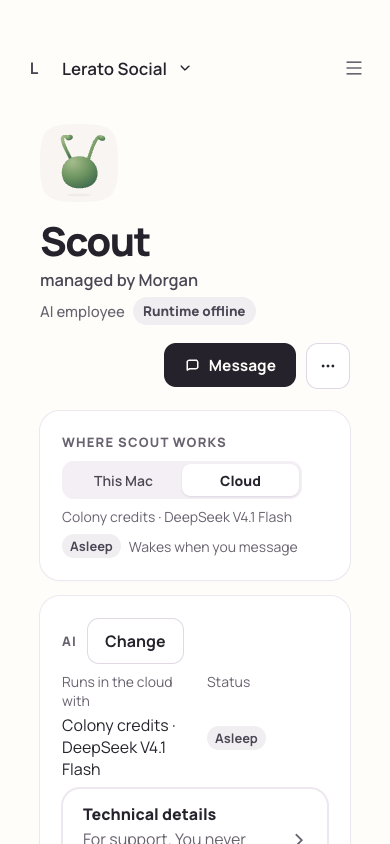 L Lerato Social
Scout
managed by Morgan
AI employee Runtime offline
Message
WHERE SCOUT WORKS
This Mac Cloud
Colony credits · DeepSeek V4.1 Flash
Asleep Wakes when you message
AI Change
Runs in the cloud with
Status
Colony credits ·
DeepSeek V4.1
Flash
Asleep
Technical details
For support. You never